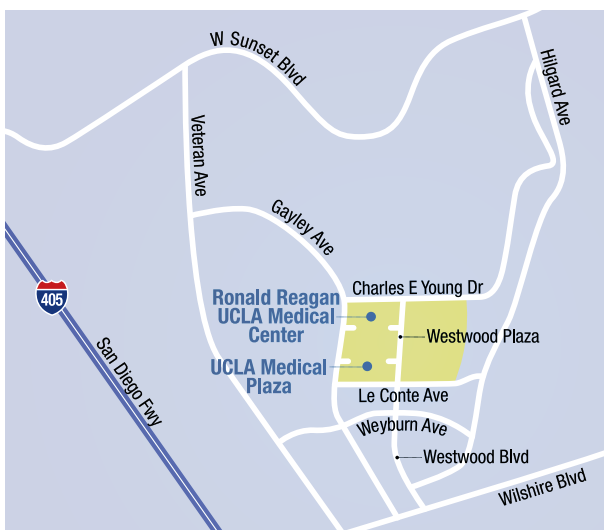 W Sunset Blvd
Hilgard Ave
Veteran Ave
Gayley Ave
Charles E Young Dr
405
Ronald Reagan
UCLA Medical
Center
Westwood Plaza
San Diego Fwy
UCLA Medical
Plaza
Le Conte Ave
Weyburn Ave
Westwood Blvd
Wilshire Blvd